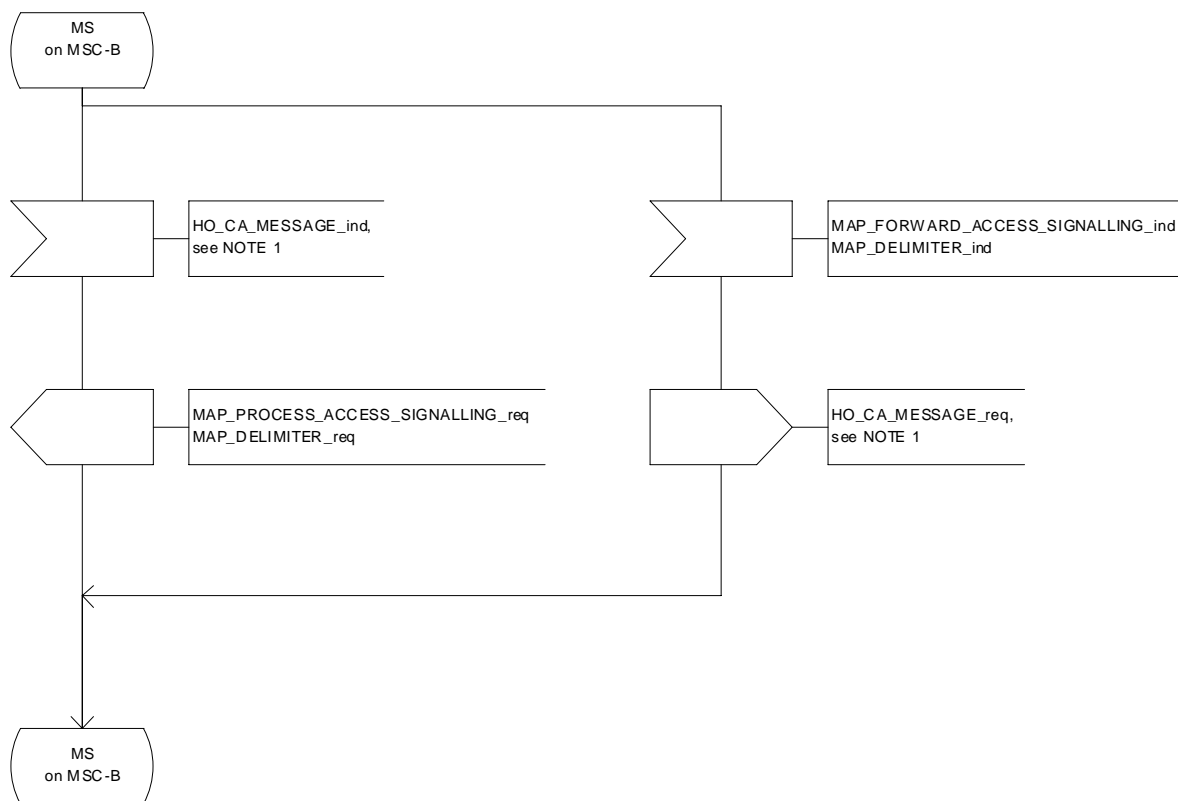 MS
on MSC-B
HO_CA_MESSAGE_ind,
see NOTE 1
MAP_FORWARD_ACCESS_SIGNALLING_ind
MAP_DELIMITER_ind
MAP_PROCESS_ACCESS_SIGNALLING_req
MAP_DELIMITER_req
HO_CA_MESSAGE_req,
see NOTE 1
MS
on MSC-B